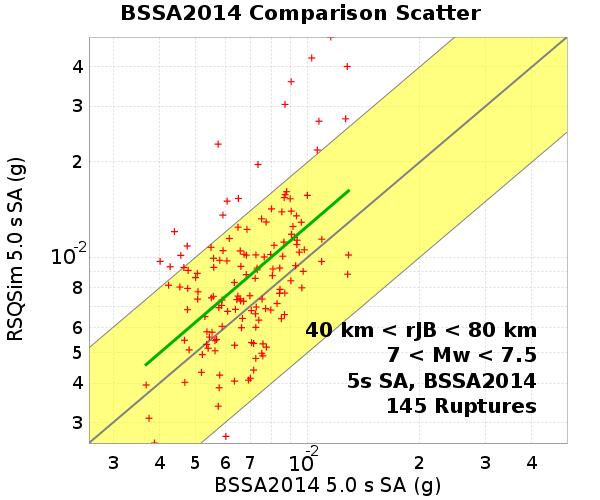 BSSA2014 Comparison Scatter
RSQSim 5.0 s SA (g)
4
3
2
10-2
8
6
5
4
3
40 km < rJB < 80 km
7 < Mw < 7.5
5s SA, BSSA2014
145 Ruptures
3 4 5 6 7 10-2 2 3 4
BSSA2014 5.0 s SA (g)